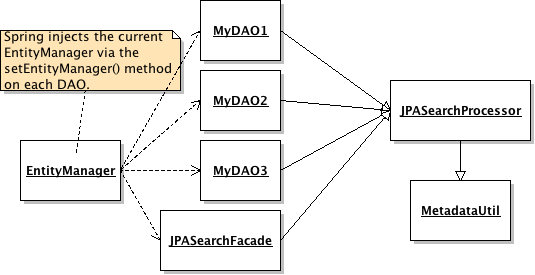 Spring injects the current
EntityManager via the
setEntityManager() method
on each DAO.
MyDAO1
MyDAO2
JPASearchProcessor
EntityManager
MyDAO3
MetadataUtil
JPASearchFacade